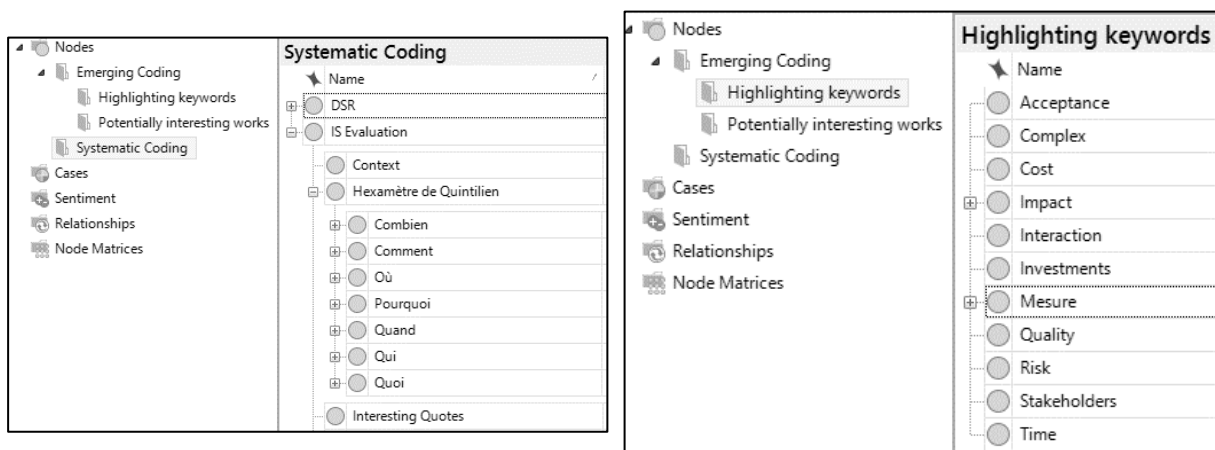 Nodes
Emerging Coding
Highlighting keywords
Potentially interesting works
Systematic Coding
Cases
Sentiment
Relationships
Node Matrices
Systematic Coding
Name
DSR
IS Evaluation
Context
Hexamètre de Quintilien
Combien
Comment
Où
Pourquoi
Quand
Qui
Quoi
Interesting Quotes
Nodes
Emerging Coding
Highlighting keywords
Potentially interesting works
Systematic Coding
Cases
Sentiment
Relationships
Node Matrices
Highlighting keywords
Name
Acceptance
Complex
Cost
Impact
Interaction
Investments
Mesure
Quality
Risk
Stakeholders
Time